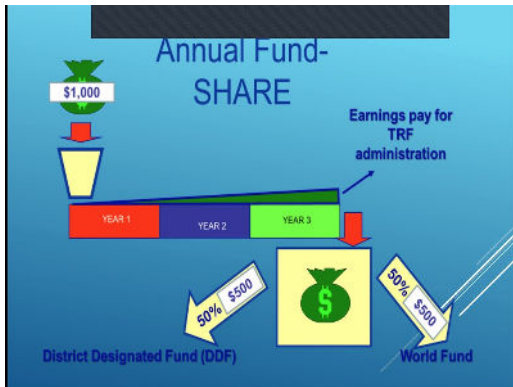 Annual Fund-
SHARE
$1,000
Earnings pay for
TRF
administration
YEAR 1
YEAR 2
YEAR 3
50% $500
$
50% $500
District Designated Fund (DDF)
World Fund